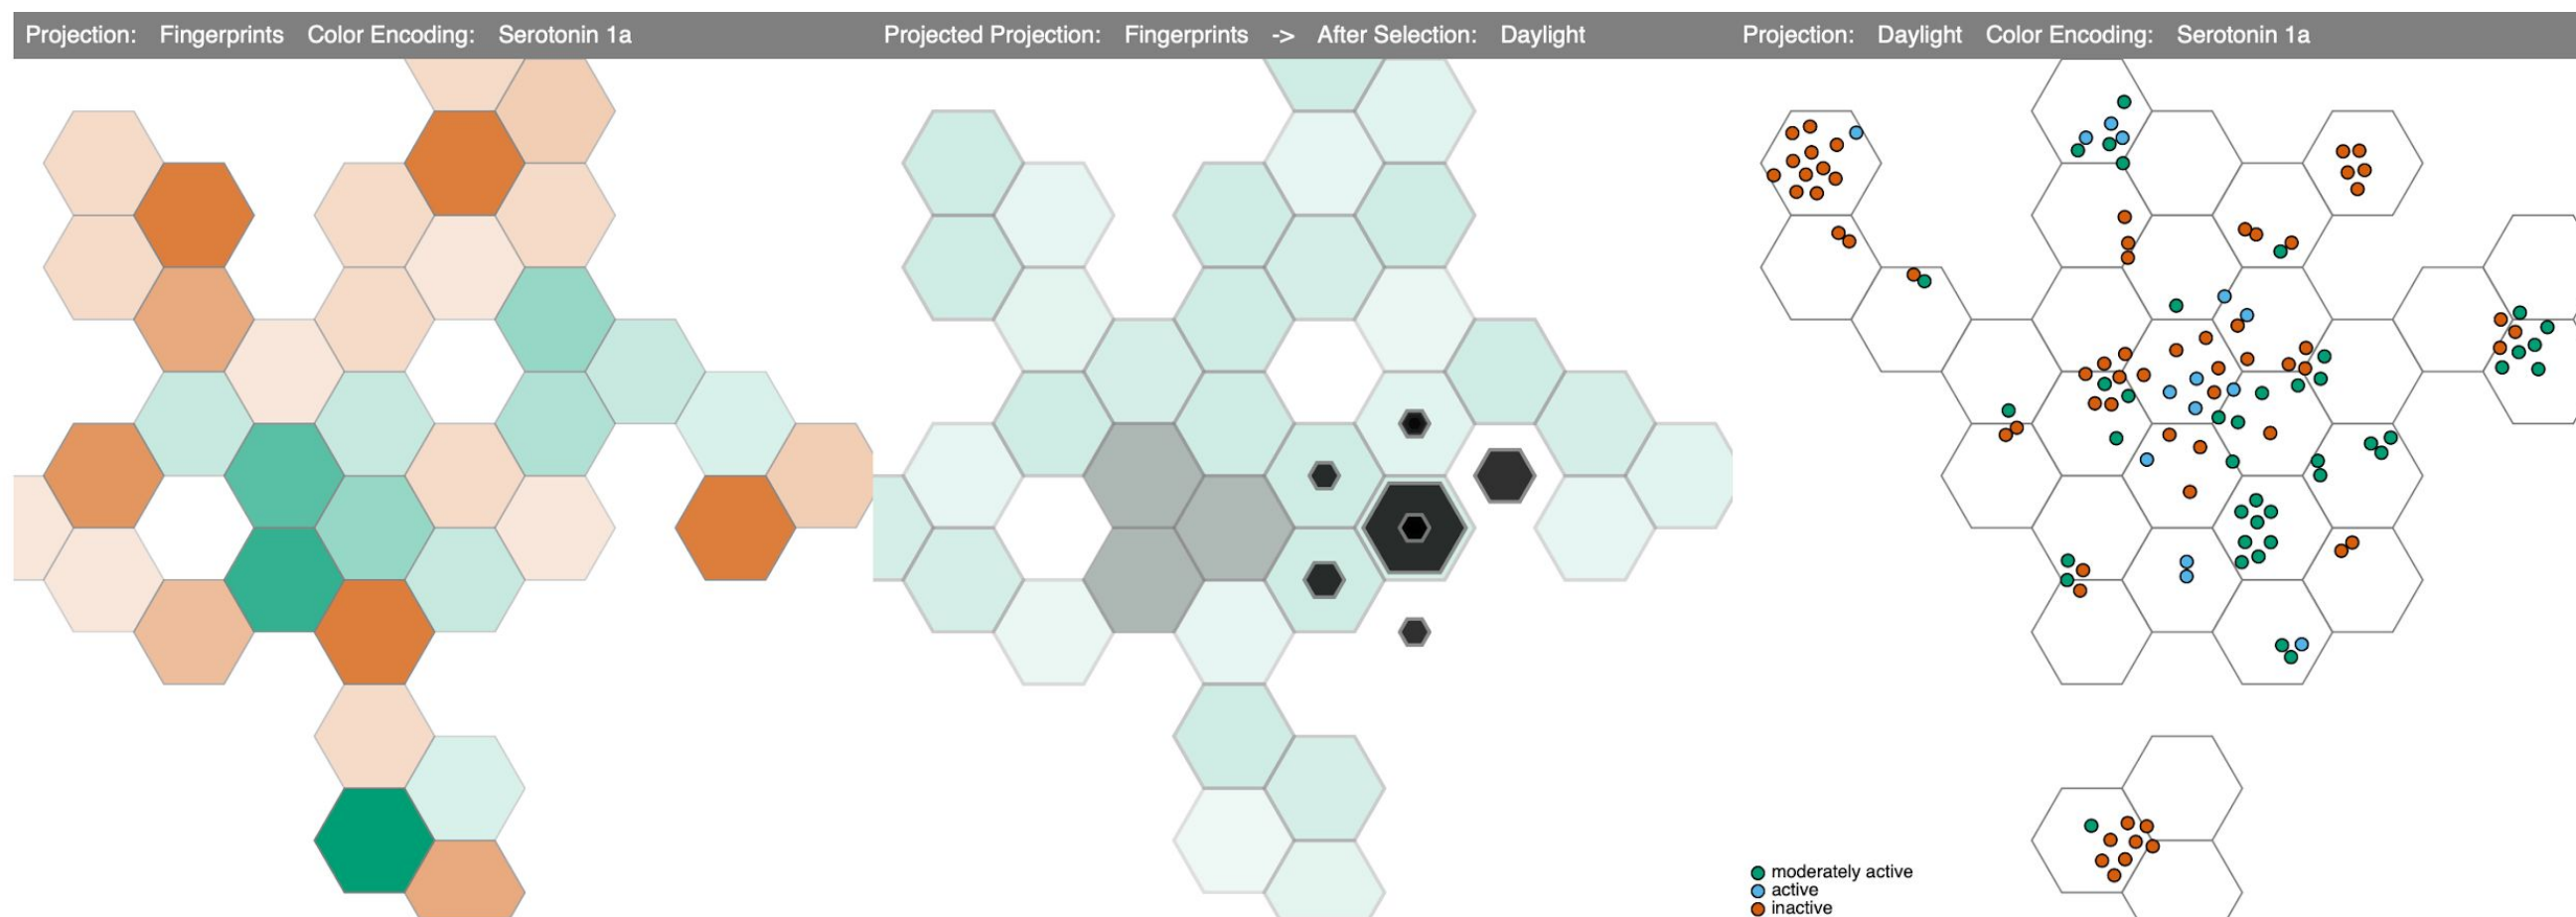 Projection: Fingerprints Color Encoding: Serotonin 1a
Projected Projection: Fingerprints -> After Selection: Daylight
Projection: Daylight Color Encoding: Serotonin 1a
moderately active
active
inactive